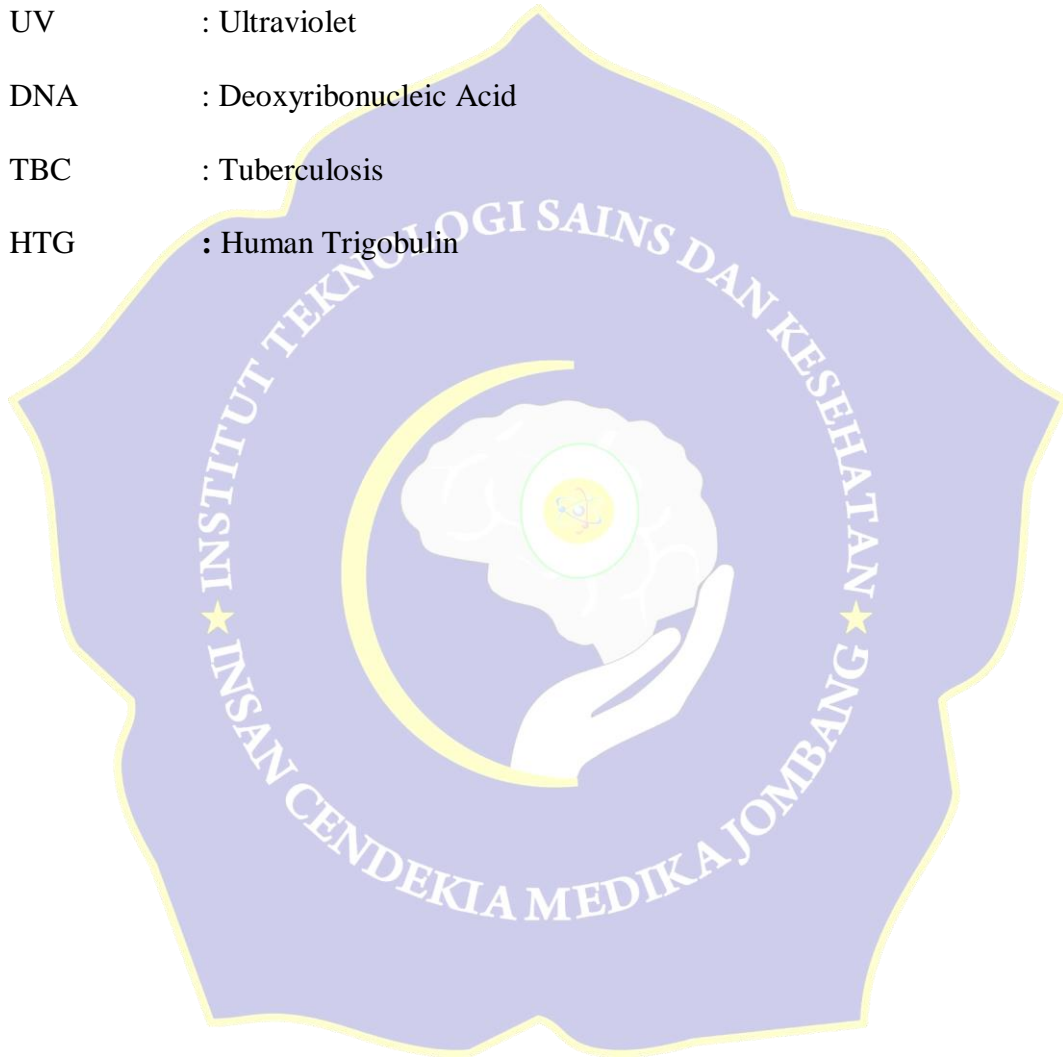 UV : Ultraviolet
DNA : Deoxyribonucleic Acid
TBC : Tuberculosis
HTG : Human Trigobulin
INSTITUT TEKNOLOGI SAINS DAN KESEHATAN
INSAN CENDEKIA MEDIKA JOMBANG